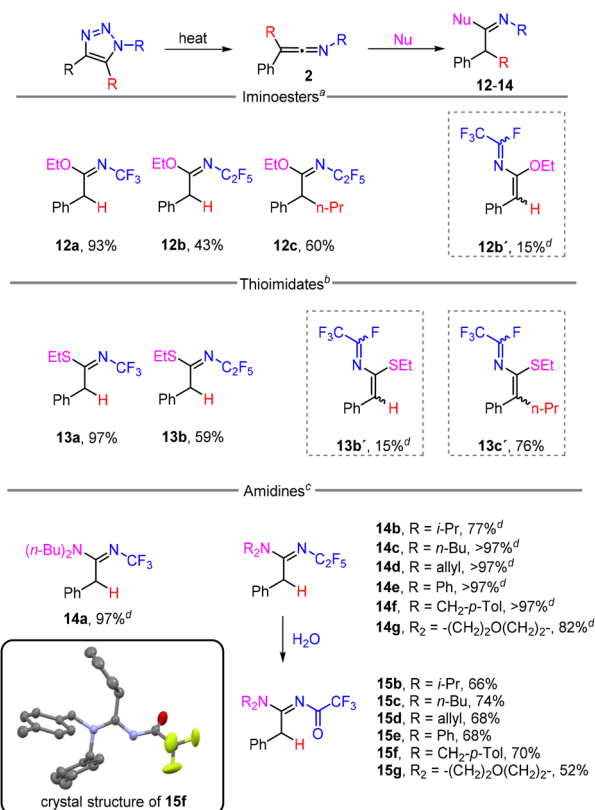 N N N R R R
heat
R Ph N R
2
Nu
Nu N R Ph R
12-14
Iminoesters^a
EtO N CF3 Ph H
12a, 93%
EtO N C2F5 Ph H
12b, 43%
EtO N C2F5 Ph n-Pr
12c, 60%
F3C F N OEt Ph H
12b´, 15%^d
Thioimidates^b
EtS N CF3 Ph H
13a, 97%
EtS N C2F5 Ph H
13b, 59%
F3C F N SEt Ph H
13b´, 15%^d
F3C F N SEt Ph n-Pr
13c´, 76%
Amidines^c
(n-Bu)2N N CF3 Ph H
14a, 97%^d
R2N N C2F5 Ph H
14b, R = i-Pr, 77%^d
14c, R = n-Bu, >97%^d
14d, R = allyl, >97%^d
14e, R = Ph, >97%^d
14f, R = CH2-p-Tol, >97%^d
14g, R2 = -(CH2)2O(CH2)2-, 82%^d
H2O
R2N N CF3 Ph H O
15b, R = i-Pr, 66%
15c, R = n-Bu, 74%
15d, R = allyl, 68%
15e, R = Ph, 68%
15f, R = CH2-p-Tol, 70%
15g, R2 = -(CH2)2O(CH2)2-, 52%
crystal structure of 15f